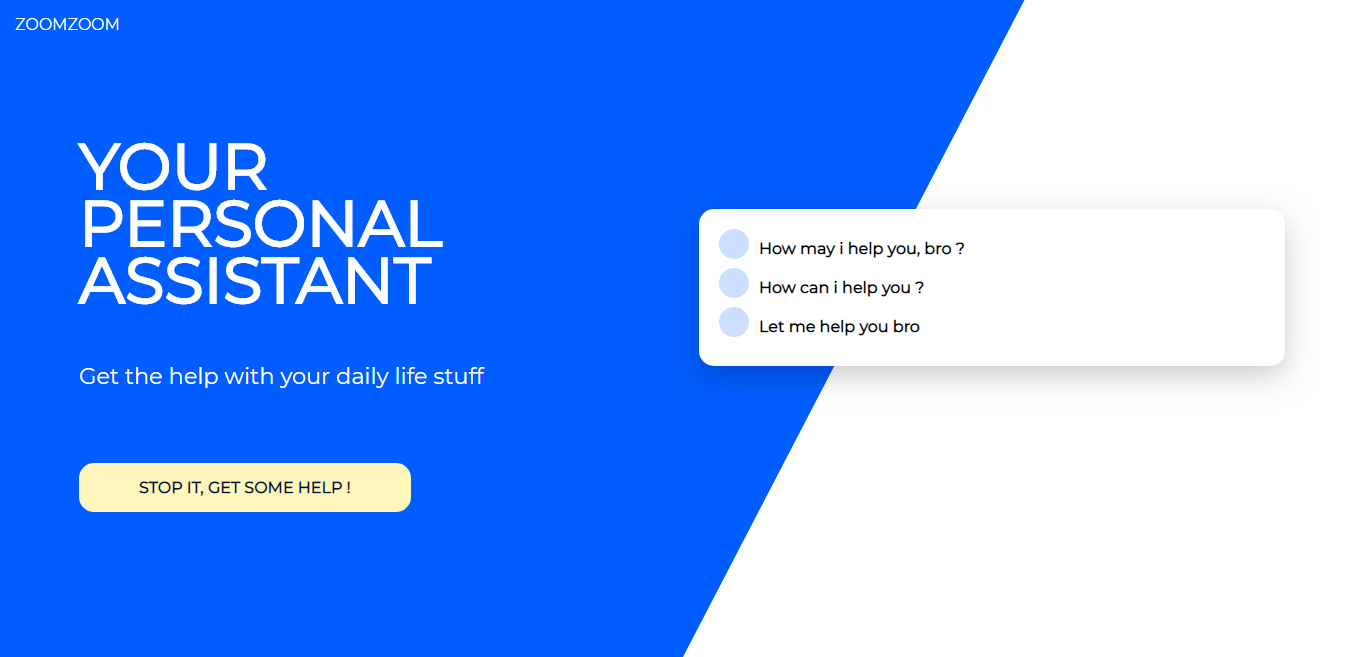 ZOOMZOOM
YOUR
PERSONAL
ASSISTANT
Get the help with your daily life stuff
STOP IT, GET SOME HELP !
How may i help you, bro ?
How can i help you ?
Let me help you bro